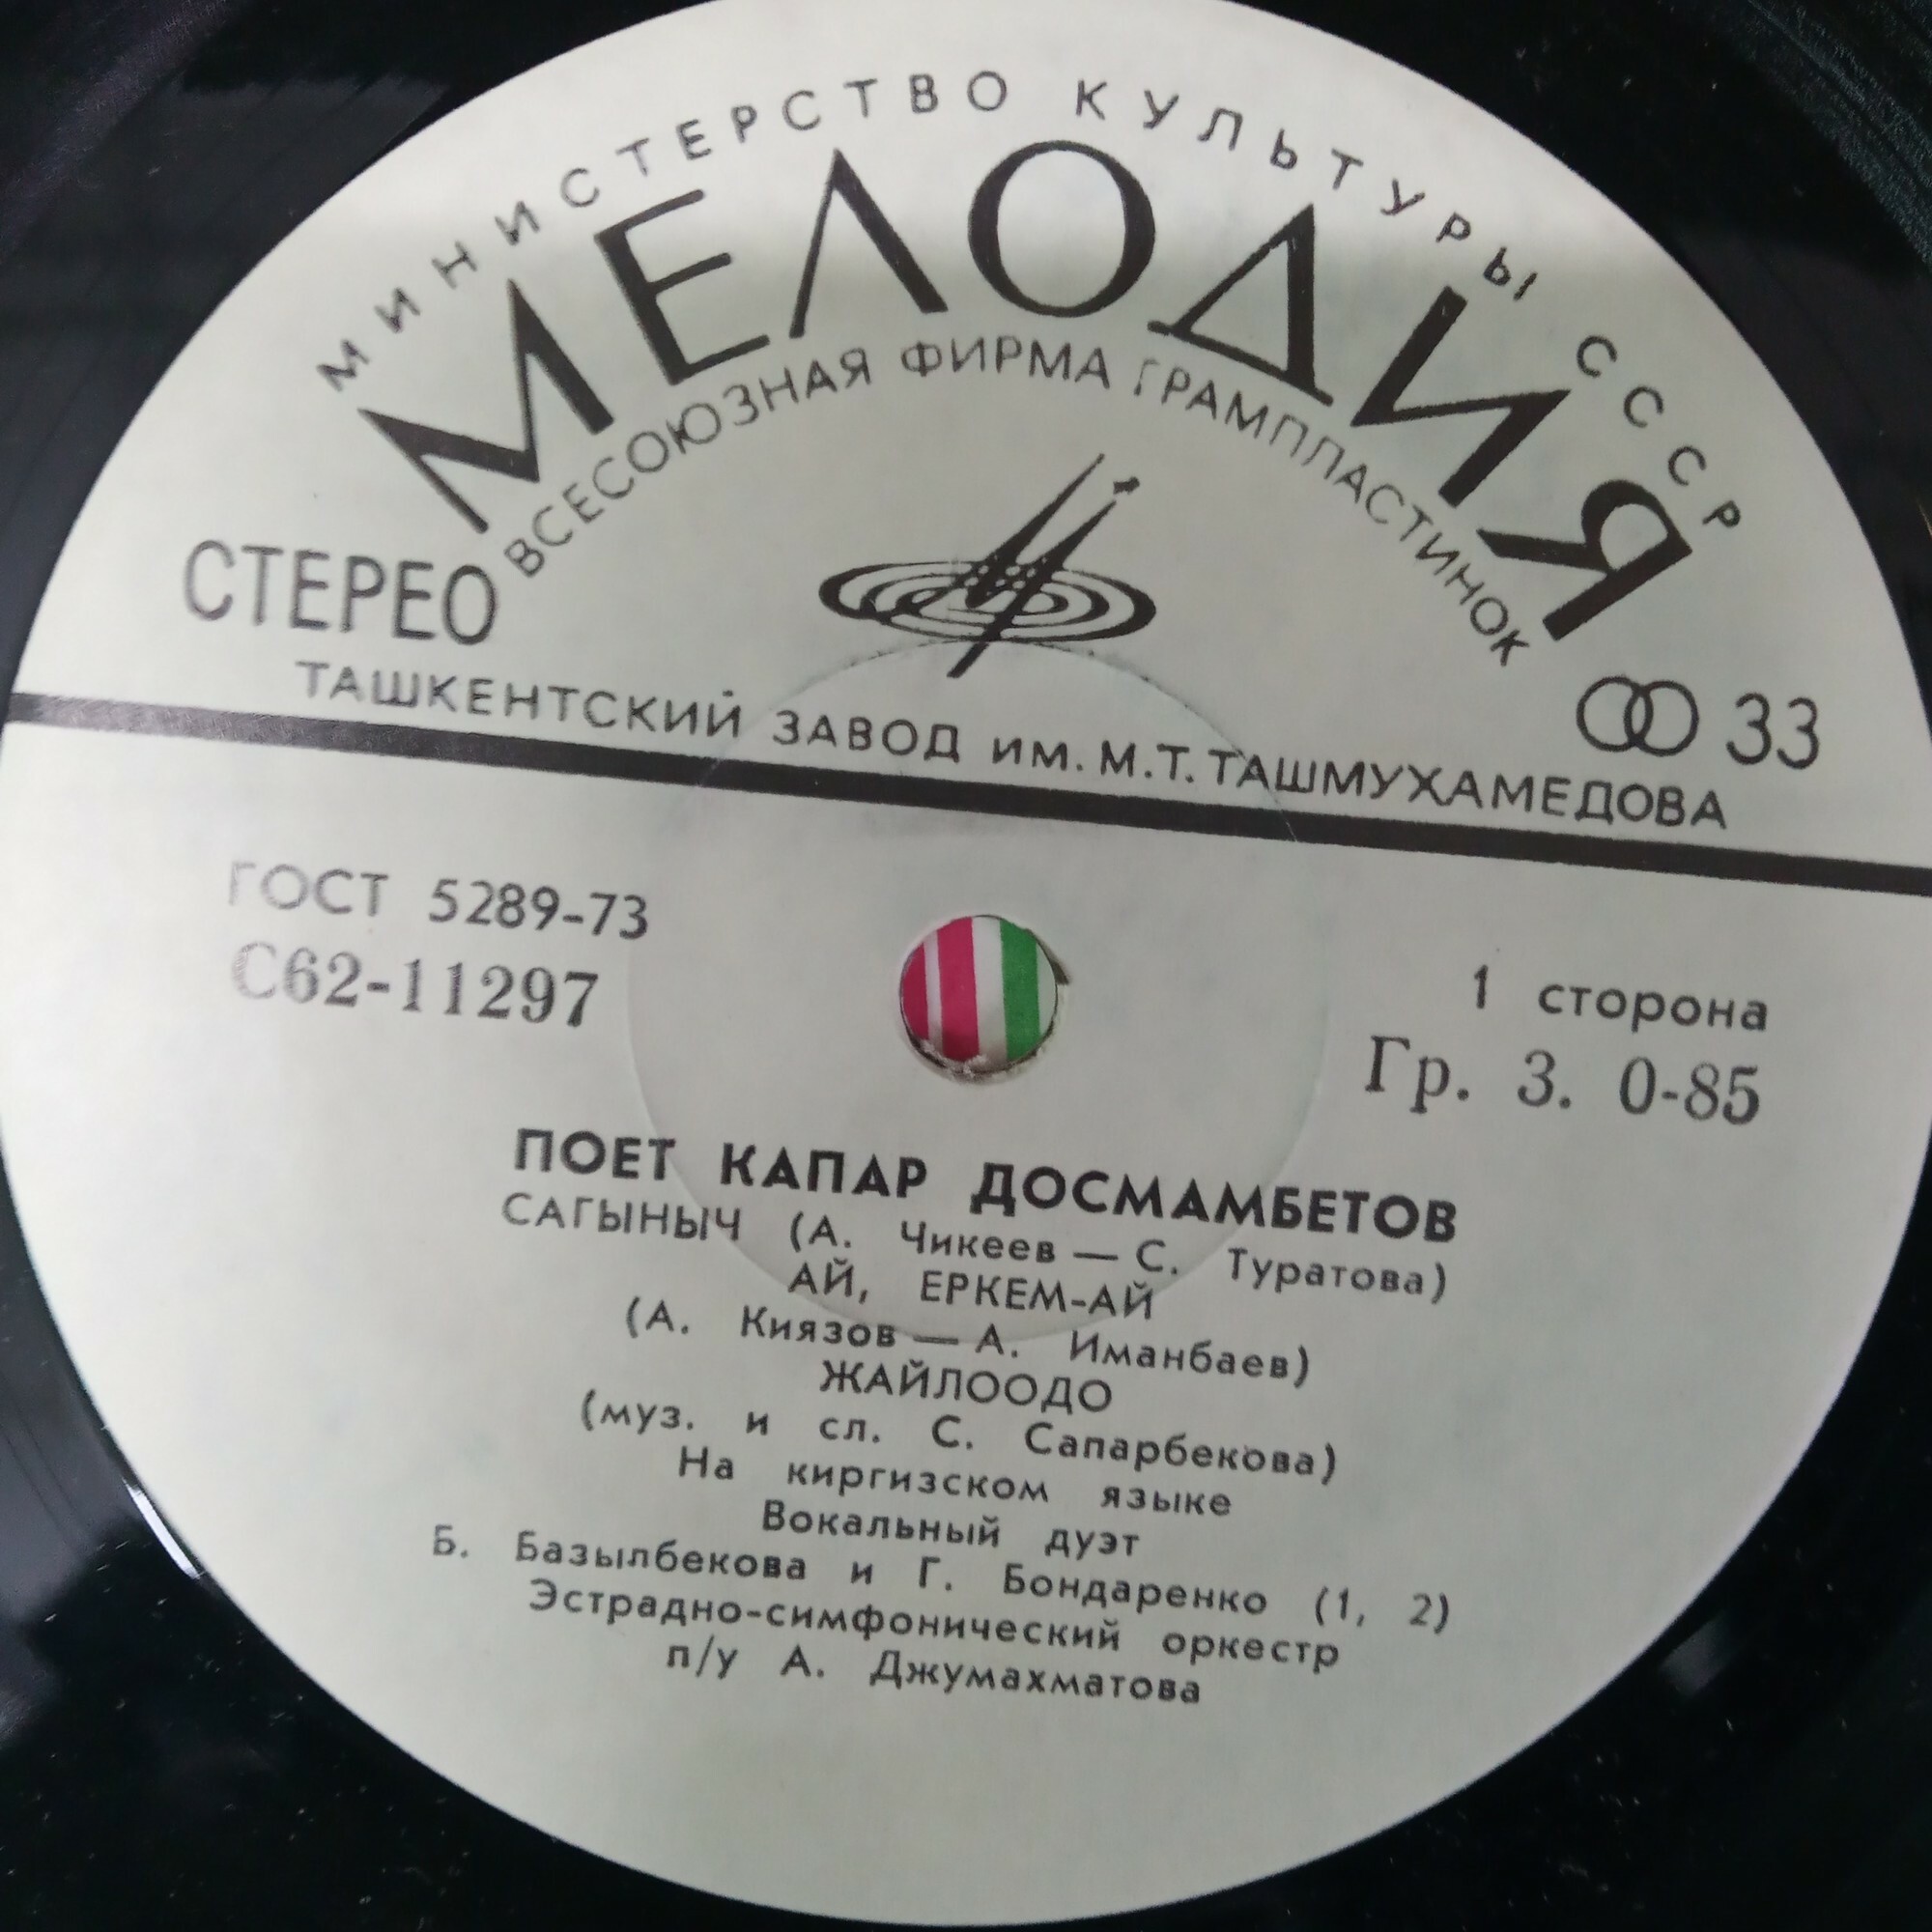 МИНИСТЕРСТВО КУЛЬТУРЫ СССР
МЕЛОДИЯ
ВСЕСОЮЗНАЯ ФИРМА ГРАМПЛАСТИНОК
СТЕРЕО
33
ТАШКЕНТСКИЙ ЗАВОД ИМ. М.Т. ТАШМУХАМЕДОВА
ГОСТ 5289-73
С62-11297
1 сторона
Гр. 3. 0-85
ПОЕТ КАПАР ДОСМАМБЕТОВ
САГЫНЫЧ (А. Чикеев — С. Туратова)
АЙ, ЕРКЕМ-АЙ
(А. Киязов — А. Иманбаев)
ЖАЙЛООДО
(муз. и сл. С. Сапарбекова)
На киргизском языке
Вокальный дуэт
Б. Базылбекова и Г. Бондаренко (1, 2)
Эстрадно-симфонический оркестр
п/у А. Джумахматова